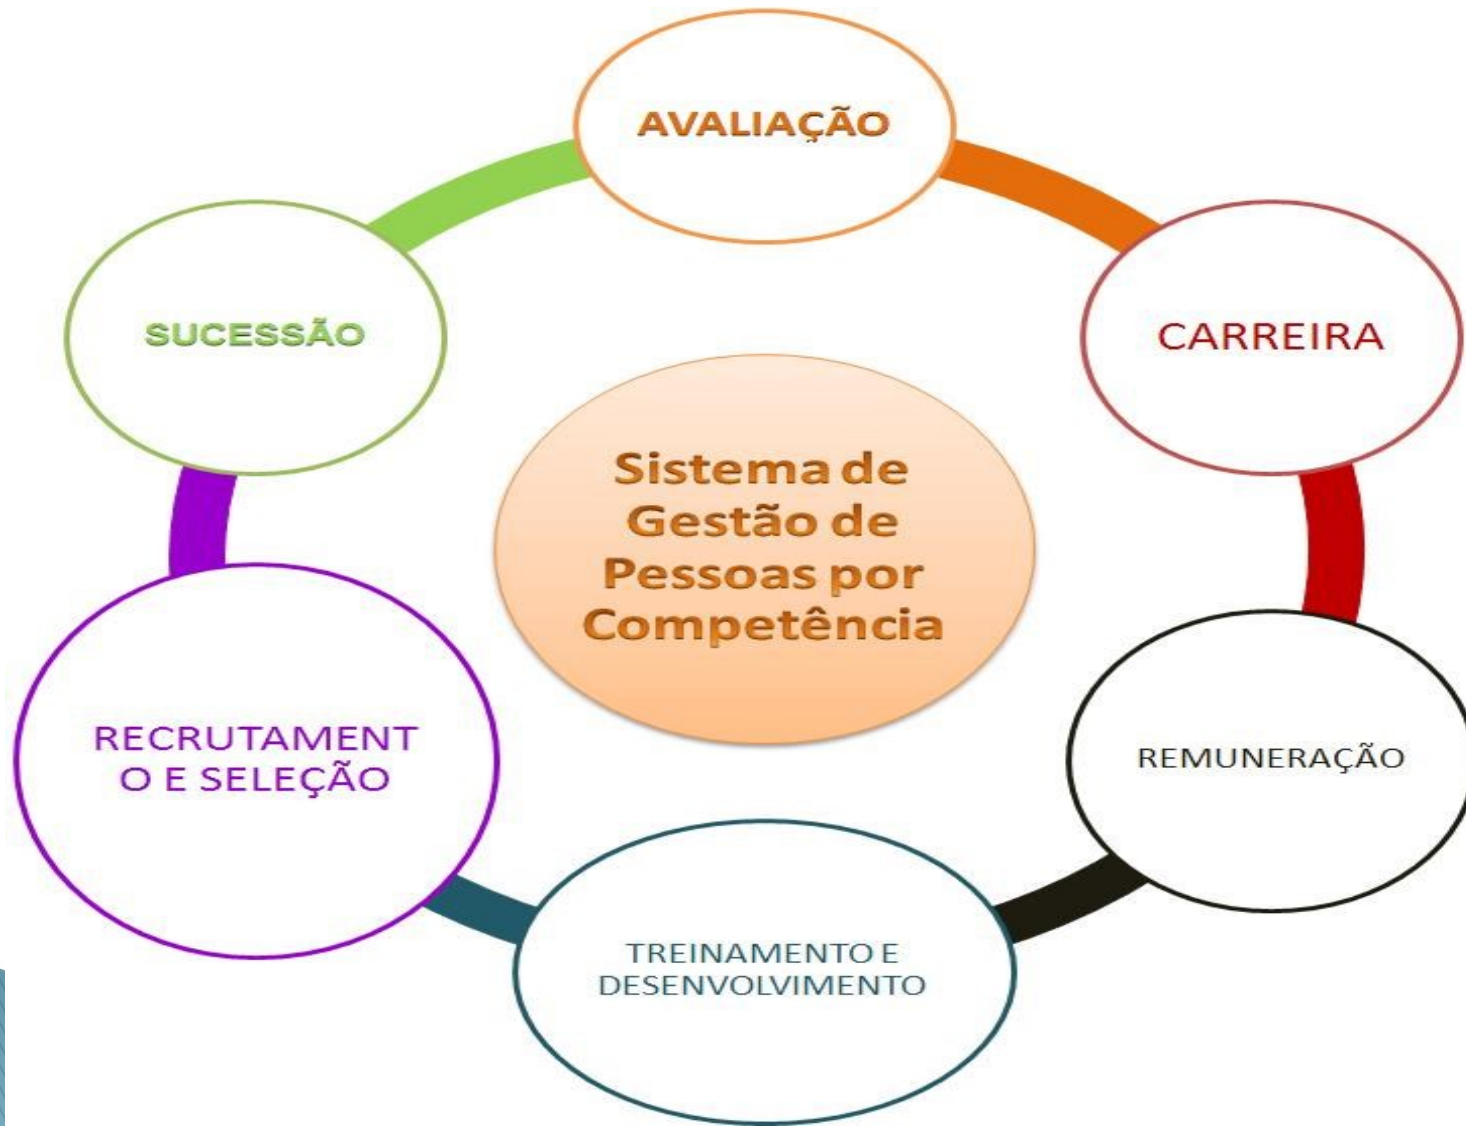 AVALIAÇÃO
SUCESSÃO
CARREIRA
Sistema de
Gestão de
Pessoas por
Competência
RECRUTAMENT
O E SELEÇÃO
REMUNERAÇÃO
TREINAMENTO E
DESENVOLVIMENTO